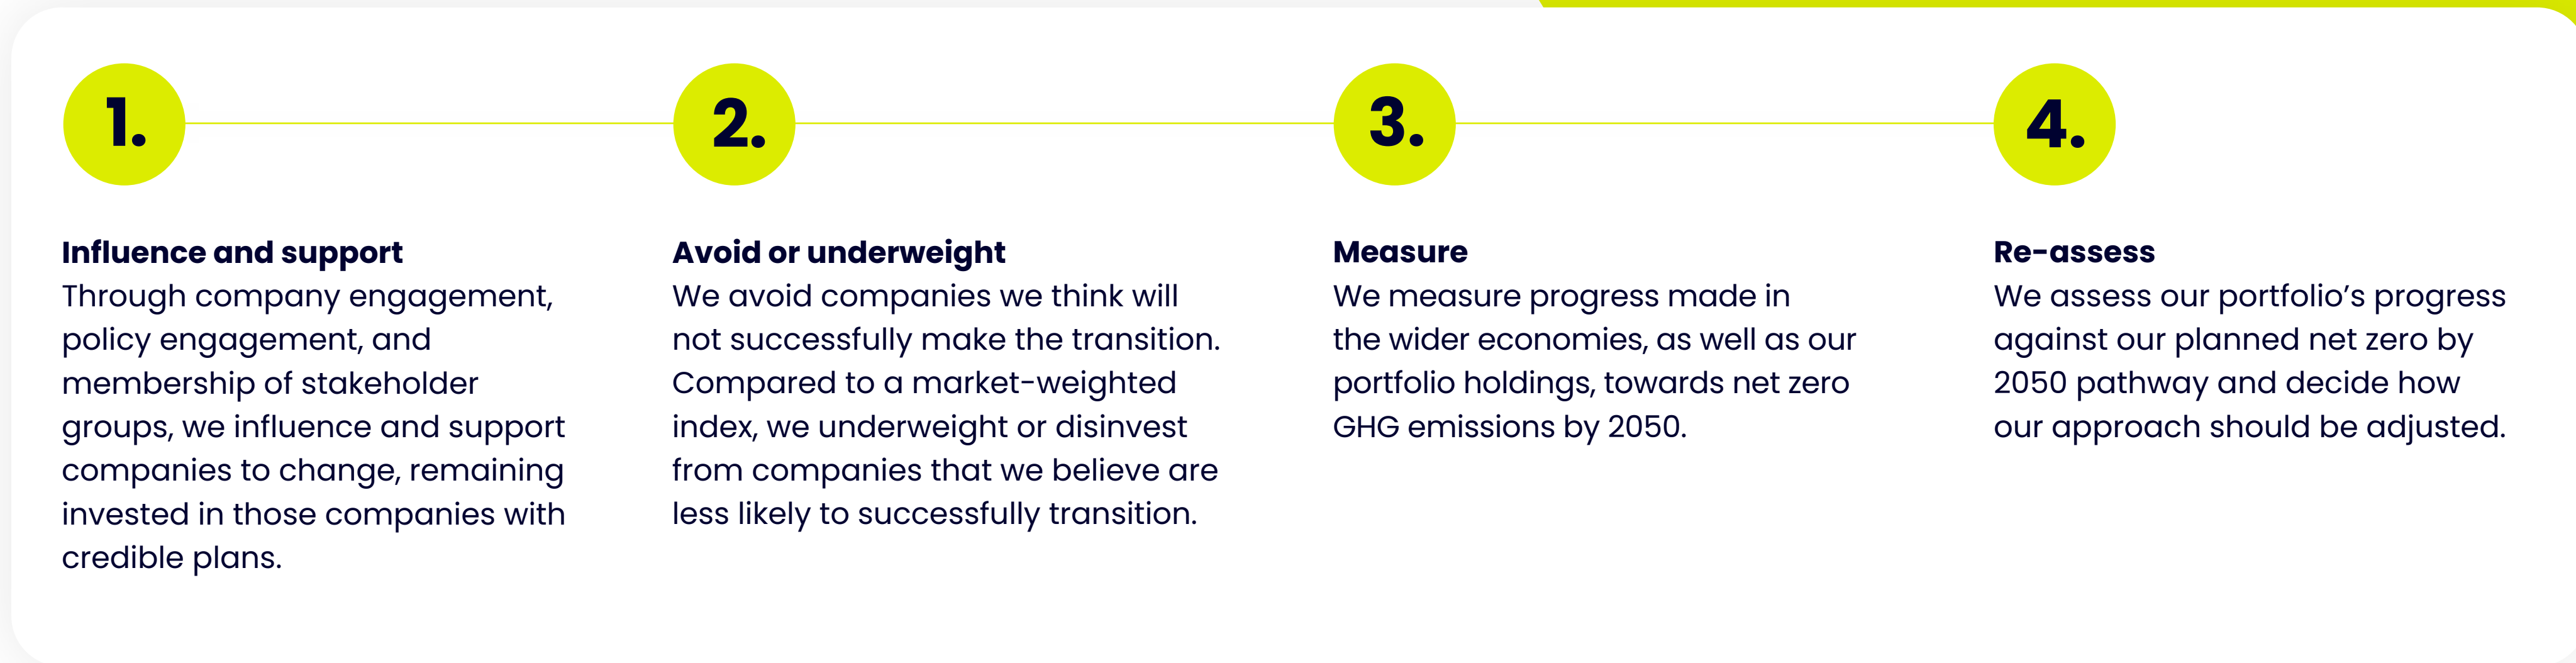 1.
Influence and support
Through company engagement,
policy engagement, and
membership of stakeholder
groups, we influence and support
companies to change, remaining
invested in those companies with
credible plans.
2.
Avoid or underweight
We avoid companies we think will
not successfully make the transition.
Compared to a market-weighted
index, we underweight or disinvest
from companies that we believe are
less likely to successfully transition.
3.
Measure
We measure progress made in
the wider economies, as well as our
portfolio holdings, towards net zero
GHG emissions by 2050.
4.
Re-assess
We assess our portfolio’s progress
against our planned net zero by
2050 pathway and decide how
our approach should be adjusted.